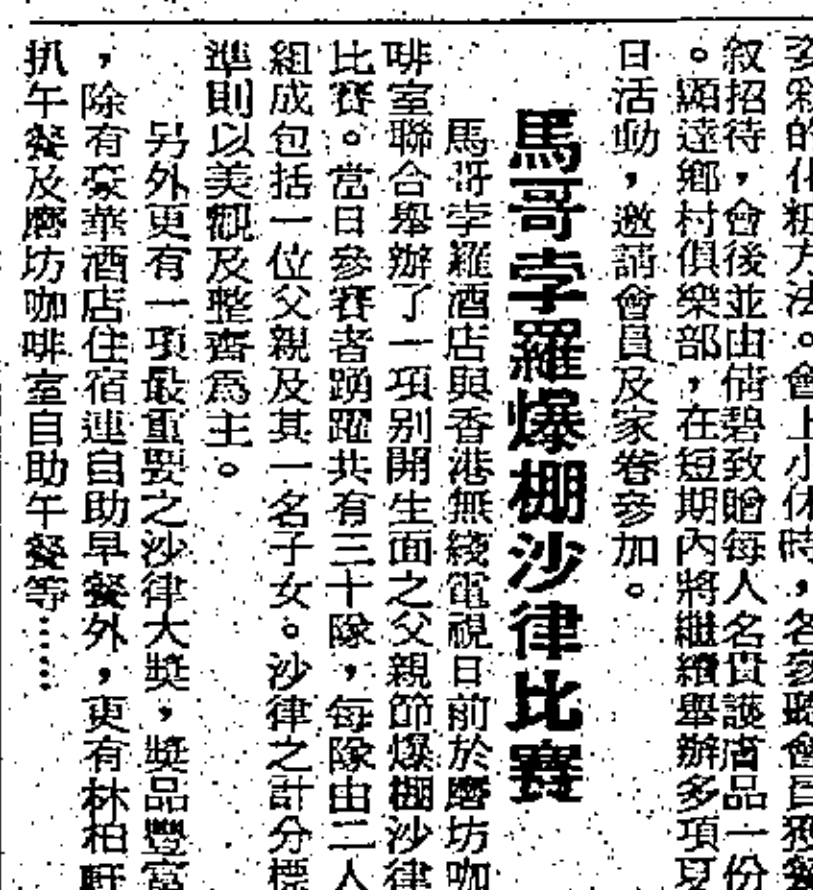 姿彩的化粧方法。會上小休時，各參聽會員預餐
叙招待，會後並由倩碧致贈每人名貴護膚品一份
。顯達鄉村俱樂部，在短期內將繼續舉辦多項夏
日活動，邀請會員及家眷參加。
馬哥孛羅爆棚沙律比賽
馬哥孛羅酒店與香港無綫電視日前於磨坊咖
啡室聯合舉辦了一項别開生面之父親節爆棚沙律
比賽。當日參賽者踴躍共有三十隊，每隊由二人
組成包括一位父親及其一名子女。沙律之計分標
準則以美觀及整齊爲主。
另外更有一項最重要之沙律大獎，獎品豐富
，除有豪華酒店住宿連自助早餐外，更有林柏軒
扒午餐及磨坊咖啡室自助午餐等……